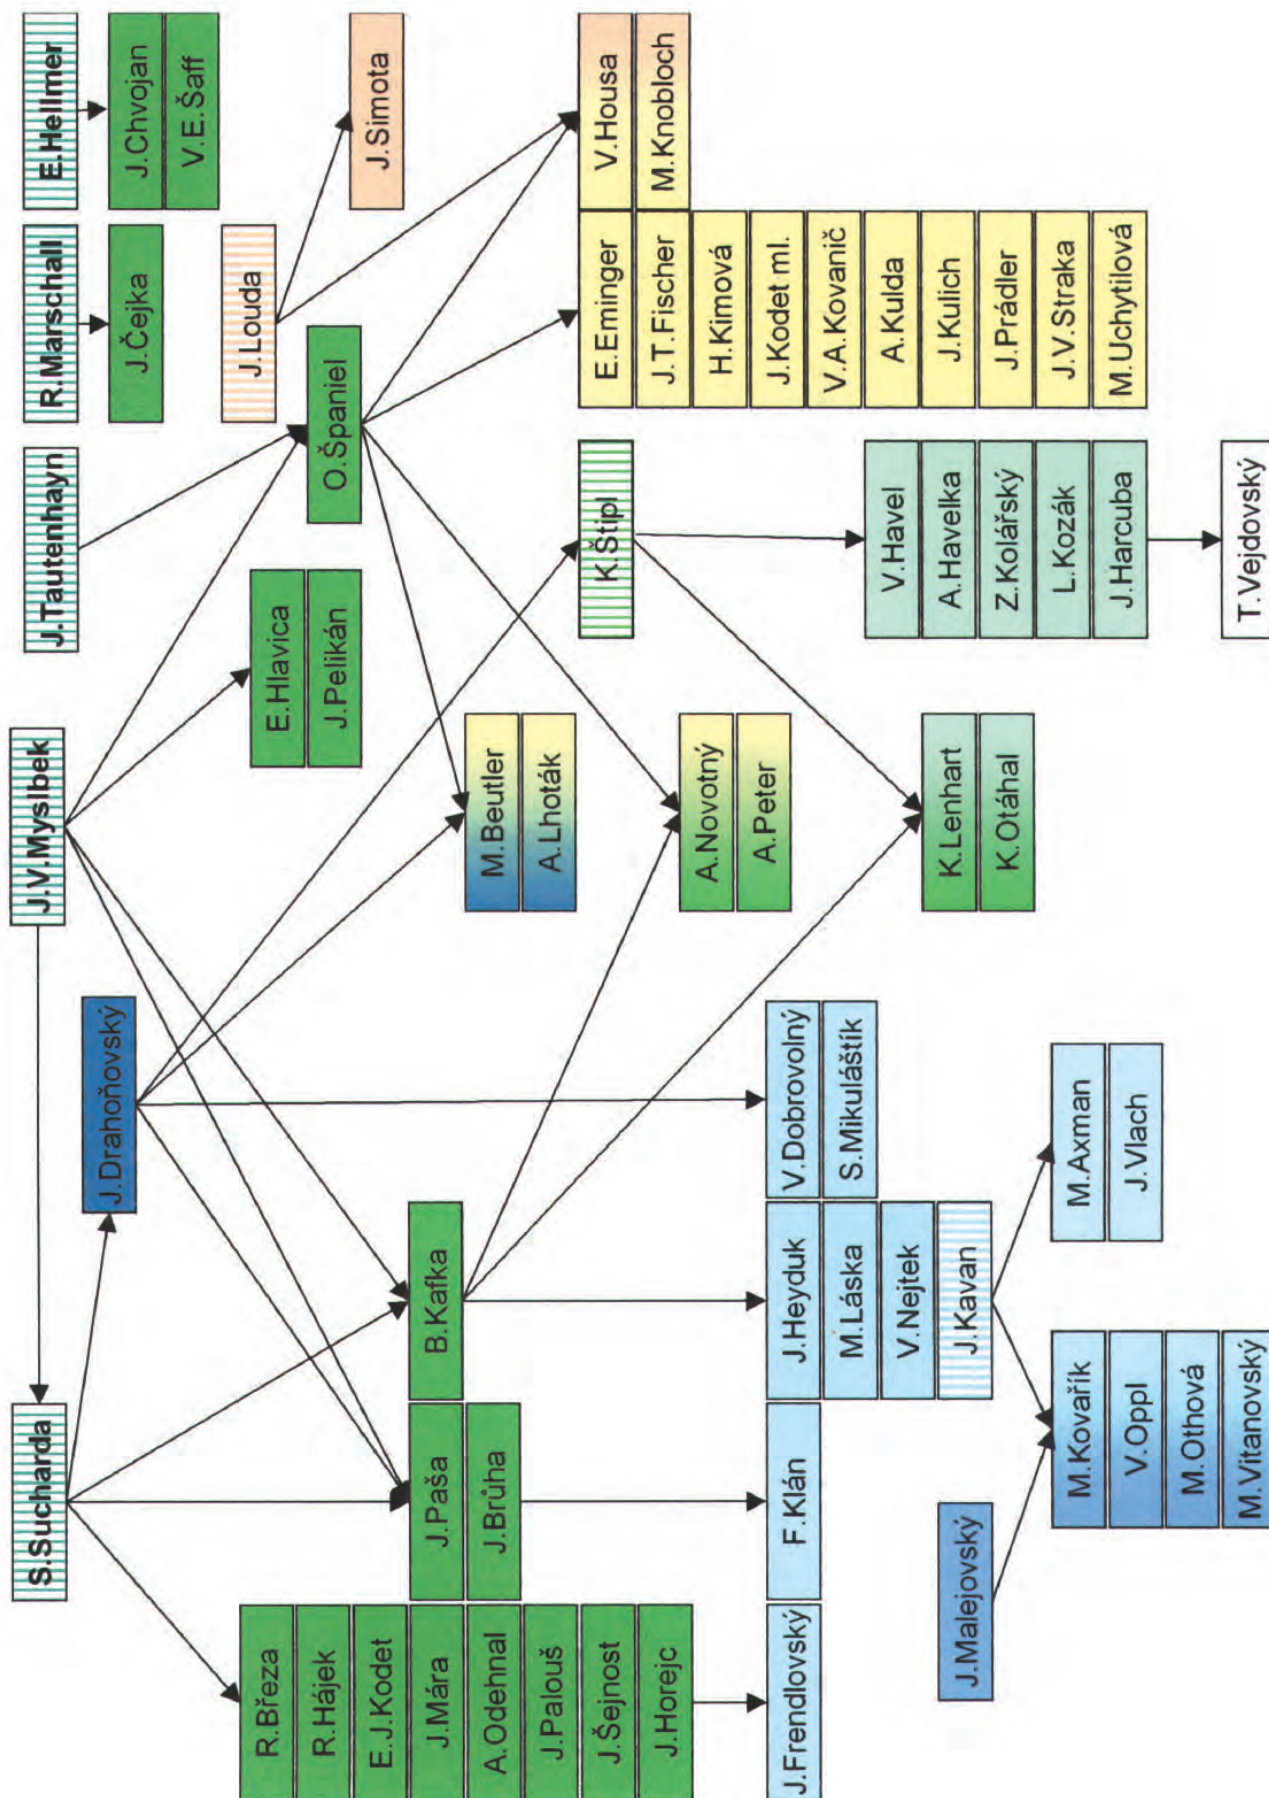 S.Sucharda
J.V.Myslbek
J.Tautenhayn
R.Marschall
E.Hellmer
J.Drahoňovský
J.Čejka
J.Chvojan
V.E.Šaff
J.Louda
R.Březa
R.Hájek
E.J.Kodet
J.Mára
A.Odehnal
J.Palouš
J.Šejnost
J.Horejc
E.Hlavica
J.Pelikán
O.Španiel
J.Simota
J.Paša
J.Brůha
B.Kafka
M.Beutler
A.Lhoták
K.Štipl
E.Eminger
J.T.Fischer
H.Kimová
J.Kodet ml.
V.A.Kovanič
A.Kulda
J.Kulich
J.Prádler
J.V.Straka
M.Uchytilová
V.Housa
M.Knobloch
A.Novotný
A.Peter
J.Frendlovský
F.Klán
J.Heyduk
M.Láska
V.Nejtek
J.Kavan
V.Dobrovolný
S.Mikuláštík
K.Lenhart
K.Otáhal
V.Havel
A.Havelka
Z.Kolářský
L.Kozák
J.Harcuba
J.Malejovský
M.Kovařík
V.Oppl
M.Othová
M.Vitanovský
M.Axman
J.Vlach
T.Vejdovský